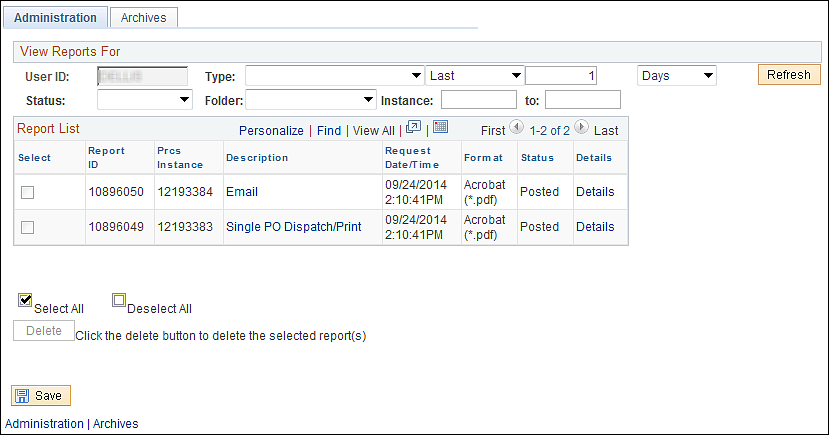 Administration Archives
View Reports For
User ID: Type: Last 1 Days Refresh
Status: Folder: Instance: to:
Report List Personalize | Find | View All | | First 1-2 of 2 Last
Select Report ID Prcs Instance Description Request Date/Time Format Status Details
10896050 12193384 Email 09/24/2014 2:10:41PM Acrobat (*.pdf) Posted Details
10896049 12193383 Single PO Dispatch/Print 09/24/2014 2:10:41PM Acrobat (*.pdf) Posted Details
Select All Deselect All
Delete Click the delete button to delete the selected report(s)
Save
Administration | Archives